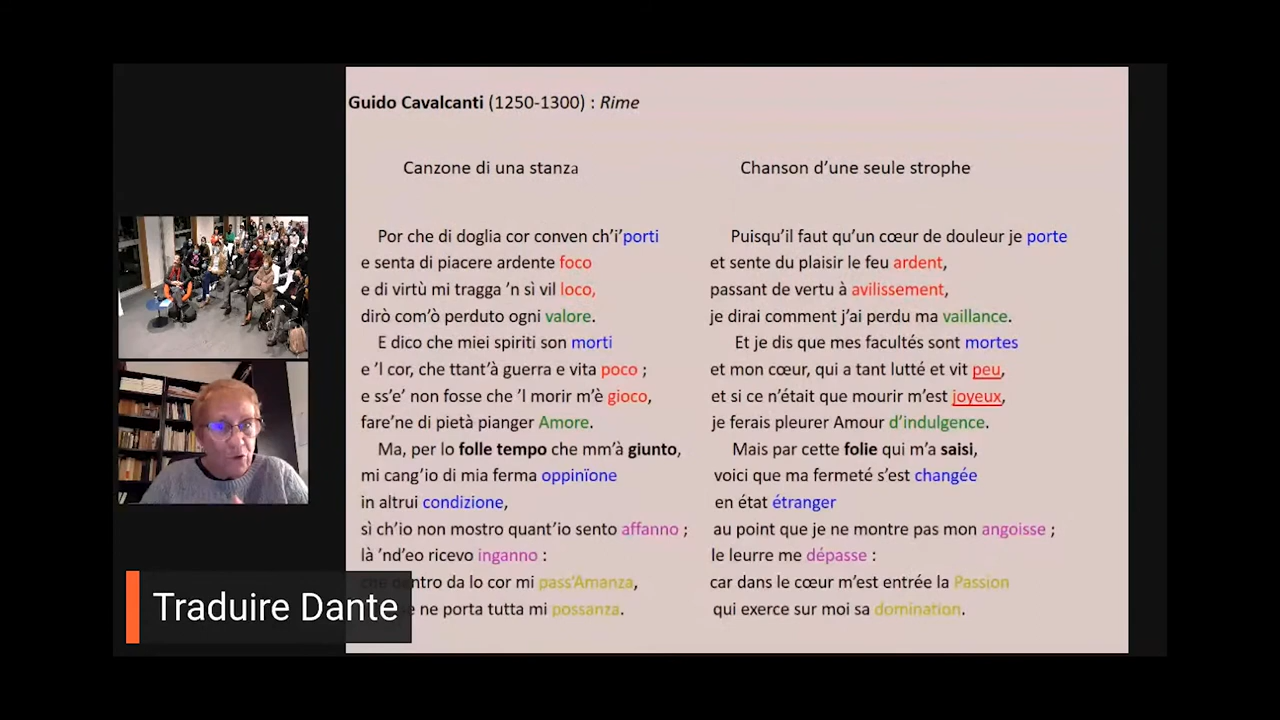 Guido Cavalcanti (1250-1300) : Rime
Canzone di una stanza
Por che di doglia cor conven ch'i'porti
e senta di piacere ardente foco
e di virtù mi tragga 'n sì vil loco,
dirò com'ò perduto ogni valore.
E dico che miei spiriti son morti
e 'l cor, che ttant'à guerra e vita poco ;
e ss'e' non fosse che 'l morir m'è gioco,
fare'ne di pietà pianger Amore.
Ma, per lo folle tempo che mm'à giunto,
mi cang'io di mia ferma oppinïone
in altrui condizione,
sì ch'io non mostro quant'io sento affanno ;
là 'nd'eo ricevo inganno :
dentro da lo cor mi pass'Amanza,
ne porta tutta mi possanza.
Chanson d'une seule strophe
Puisqu'il faut qu'un cœur de douleur je porte
et sente du plaisir le feu ardent,
passant de vertu à avilissement,
je dirai comment j'ai perdu ma vaillance.
Et je dis que mes facultés sont mortes
et mon cœur, qui a tant lutté et vit peu,
et si ce n'était que mourir m'est joyeux,
je ferais pleurer Amour d'indulgence.
Mais par cette folie qui m'a saisi,
voici que ma fermeté s'est changée
en état étranger
au point que je ne montre pas mon angoisse ;
le leurre me dépasse :
car dans le cœur m'est entrée la Passion
qui exerce sur moi sa domination.
Traduire Dante